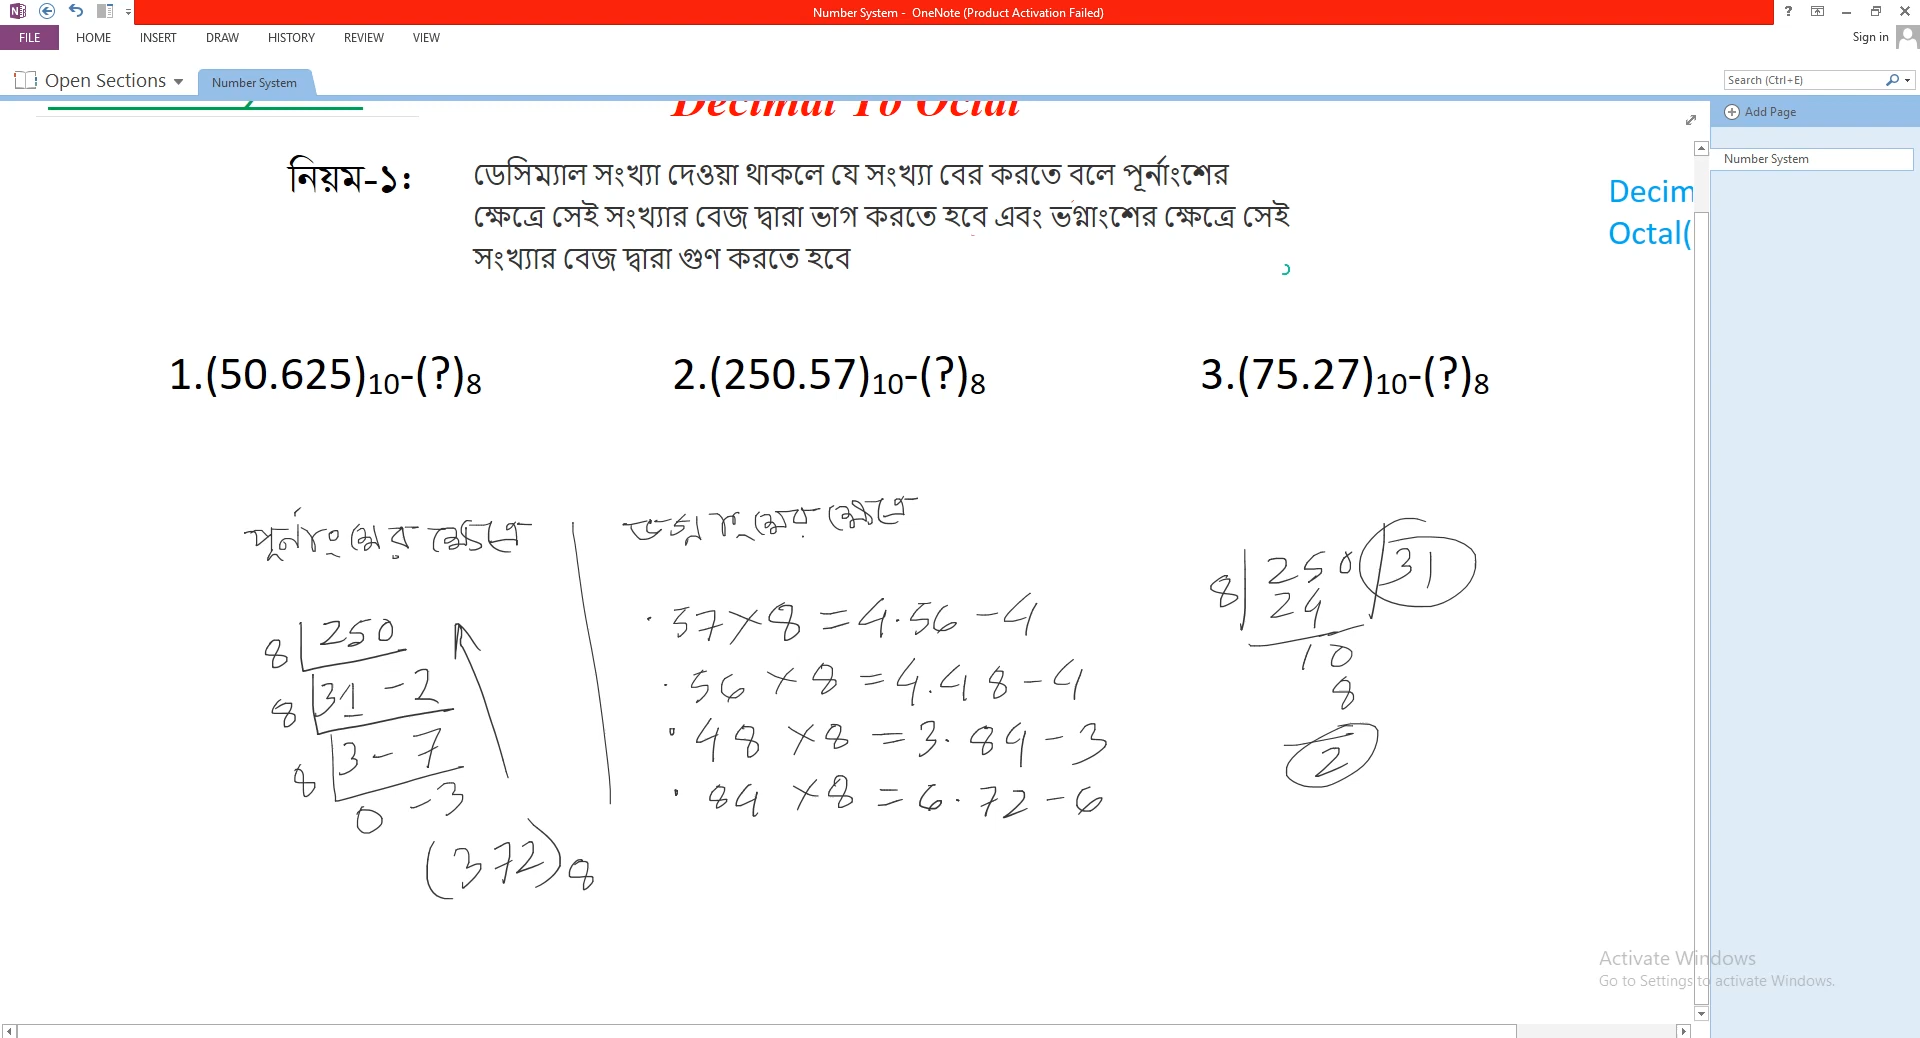 Number System - OneNote (Product Activation Failed)
?
FILE HOME INSERT DRAW HISTORY REVIEW VIEW
Sign in
Open Sections
Number System
Search (Ctrl+E)
Add Page
Number System
Decimal To Octal
নিয়ম-১:
ডেসিম্যাল সংখ্যা দেওয়া থাকলে যে সংখ্যা বের করতে বলে পূর্নাংশের
ক্ষেত্রে সেই সংখ্যার বেজ দ্বারা ভাগ করতে হবে এবং ভগ্নাংশের ক্ষেত্রে সেই
সংখ্যার বেজ দ্বারা গুণ করতে হবে
Decim
Octal(
1.(50.625)₁₀-(?)₈
2.(250.57)₁₀-(?)₈
3.(75.27)₁₀-(?)₈
পূর্নাংশের ক্ষেত্রে
8 250
8 31 - 2
8 3 - 7
0 - 3
(372)₈
ভগ্নাংশের ক্ষেত্রে
.57 × 8 = 4.56 - 4
.56 × 8 = 4.48 - 4
.48 × 8 = 3.84 - 3
.84 × 8 = 6.72 - 6
8 250 31
24
10
8
2
Activate Windows
Go to Settings to activate Windows.